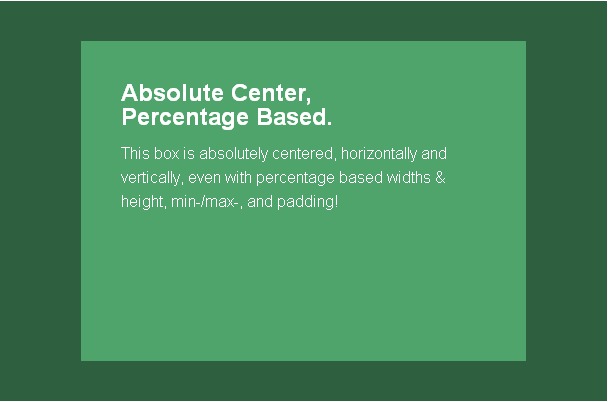 Absolute Center,
Percentage Based.
This box is absolutely centered, horizontally and
vertically, even with percentage based widths &
height, min-/max-, and padding!